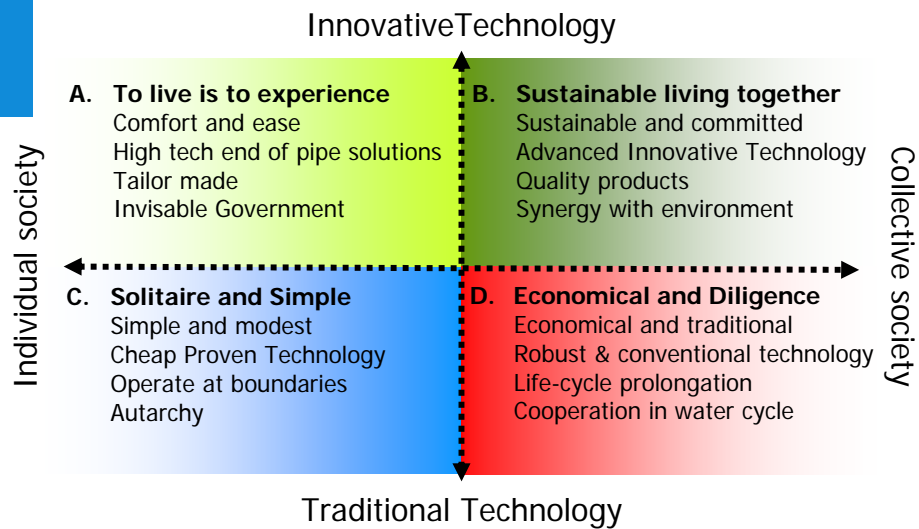 InnovativeTechnology
A. To live is to experience
Comfort and ease
High tech end of pipe solutions
Tailor made
Invisable Government
B. Sustainable living together
Sustainable and committed
Advanced Innovative Technology
Quality products
Synergy with environment
Individual society
Collective society
C. Solitaire and Simple
Simple and modest
Cheap Proven Technology
Operate at boundaries
Autarchy
D. Economical and Diligence
Economical and traditional
Robust & conventional technology
Life-cycle prolongation
Cooperation in water cycle
Traditional Technology